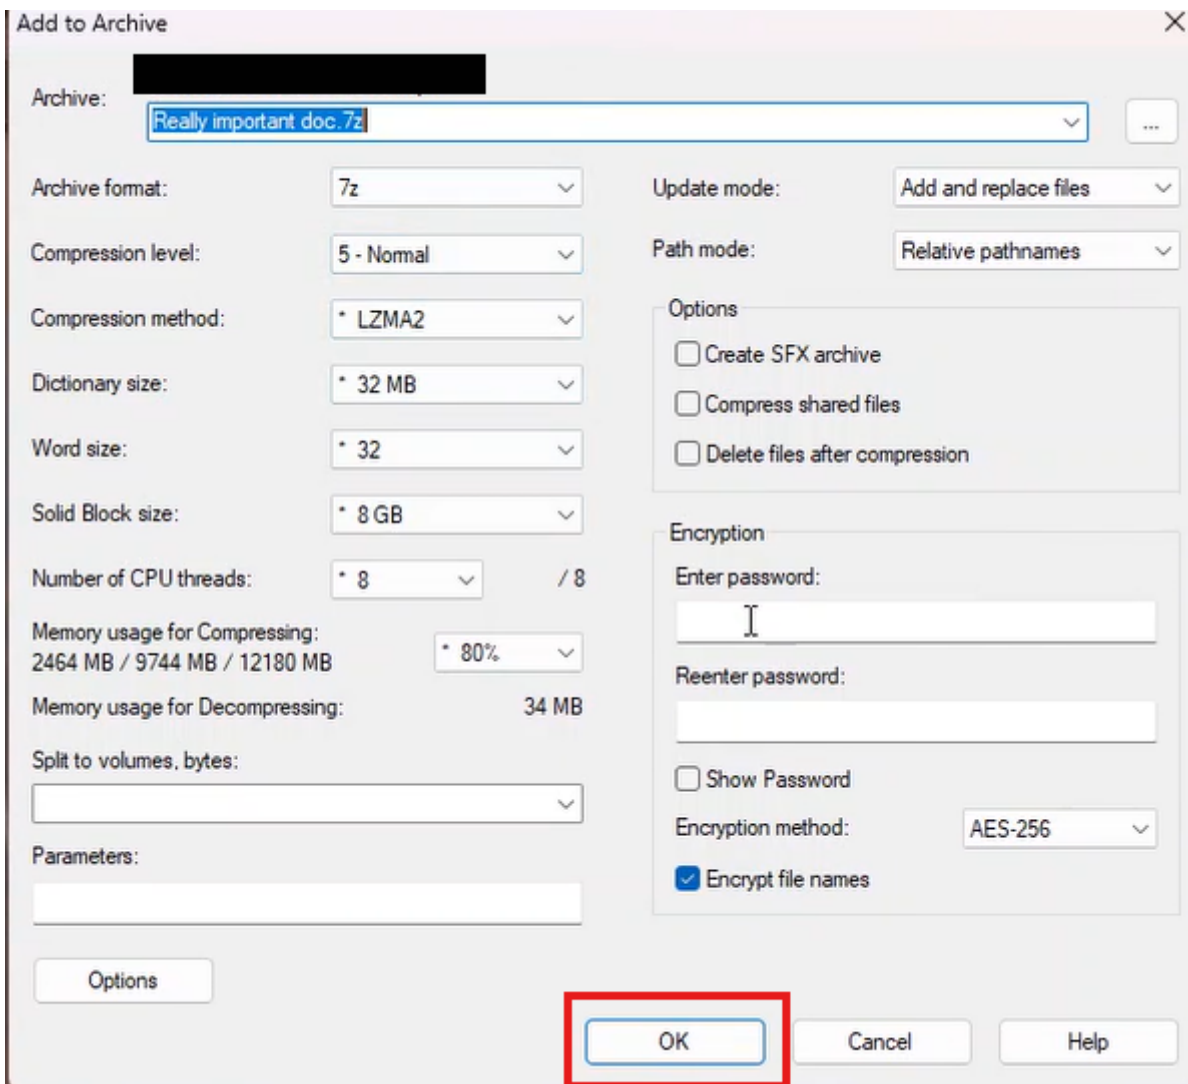 Add to Archive
Archive:
Really important doc.7z
...
Archive format:
7z
Update mode:
Add and replace files
Compression level:
5 - Normal
Path mode:
Relative pathnames
Compression method:
* LZMA2
Dictionary size:
* 32 MB
Word size:
* 32
Solid Block size:
* 8 GB
Number of CPU threads:
* 8
/ 8
Memory usage for Compressing:
2464 MB / 9744 MB / 12180 MB
* 80%
Memory usage for Decompressing:
34 MB
Split to volumes, bytes:
Parameters:
Options
Options
Create SFX archive
Compress shared files
Delete files after compression
Encryption
Enter password:
Reenter password:
Show Password
Encryption method:
AES-256
Encrypt file names
OK
Cancel
Help